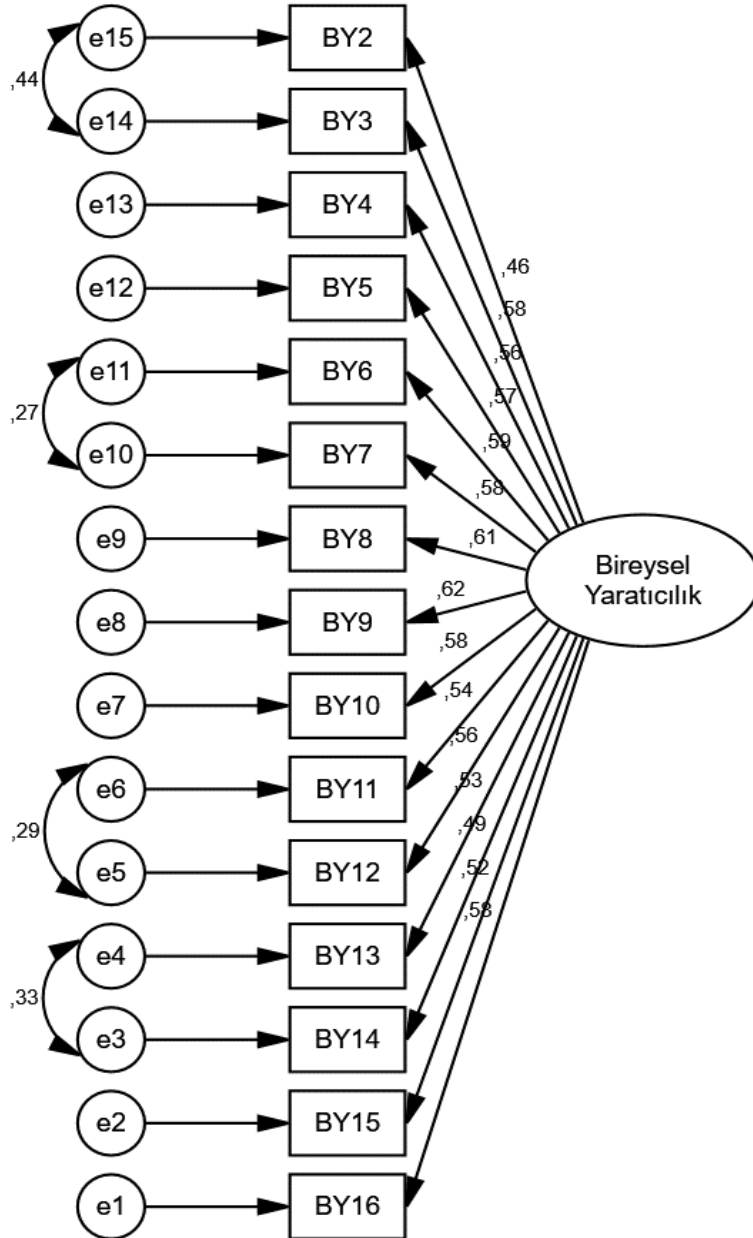 e15
BY2
,44
e14
BY3
e13
BY4
e12
BY5
e11
BY6
,27
e10
BY7
e9
BY8
e8
BY9
e7
BY10
e6
BY11
,29
e5
BY12
e4
BY13
,33
e3
BY14
e2
BY15
e1
BY16
,46
,58
,56
,57
,59
,58
,61
,62
,58
,54
,56
,53
,49
,52
,58
Bireysel
Yaratıcılık